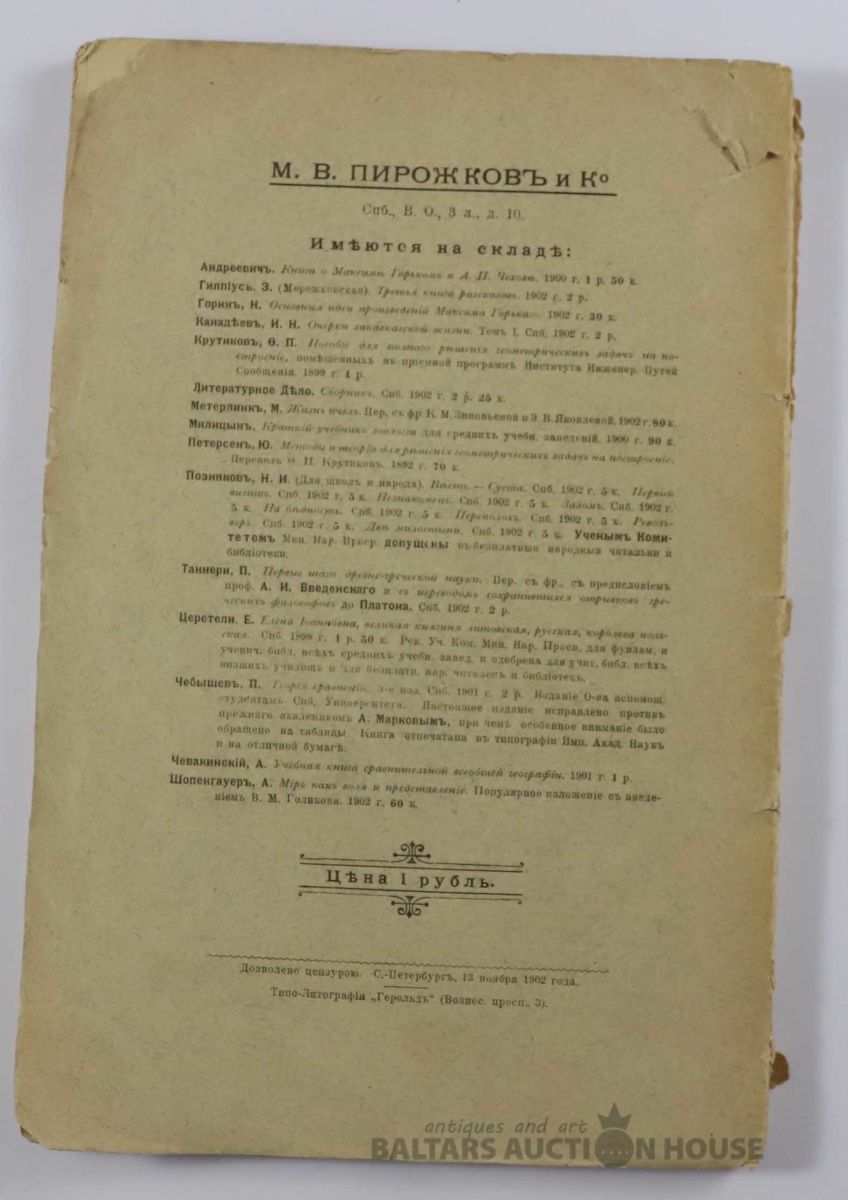 М. В. ПИРОЖКОВЪ и Кº
Спб., В. О., 3 л., д. 10.
Имѣются на складѣ:
Андреевичъ. Книга о Максимѣ Горькомъ и А. П. Чеховѣ. 1900 г. 1 р. 50 к.
Гиппіусъ, З. (Мережковская). Третья книга разсказовъ. 1902 г. 2 р.
Горинъ, Н. Основныя идеи произведеній Максима Горькаго. 1902 г. 30 к.
Канадѣевъ, И. Н. Очерки закавказской жизни. Томъ I. Спб. 1902 г. 2 р.
Крутиковъ, Ѳ. П. Пособіе для полнаго рѣшенія геометрическихъ задачъ на по-
строеніе, помѣщенныхъ въ пріемной программѣ Института Инженер. Путей
Сообщенія. 1899 г. 1 р.
Литературное Дѣло. Сборникъ. Спб. 1902 г. 2 р. 25 к.
Метерлинкъ, М. Жизнь пчелъ. Пер. съ фр. К. М. Зиновьевой и Э. В. Яковлевой. 1902 г. 80 к.
Мялицынъ. Краткій учебникъ зоологіи для среднихъ учебн. заведеній. 1900 г. 90 к.
Петерсенъ, Ю. Методы и теорія для рѣшенія геометрическихъ задачъ на построеніе.
Перевелъ Ѳ. П. Крутиковъ. 1892 г. 70 к.
Позняковъ, Н. И. (Для школъ и народа). Вѣсть. — Суета. Спб. 1902 г. 5 к. Первый
визитъ. Спб. 1902 г. 5 к. Незнакомецъ. Спб. 1902 г. 5 к. Заломъ. Спб. 1902 г.
5 к. На бѣдность. Спб. 1902 г. 5 к. Переполохъ. Спб. 1902 г. 5 к. Револь-
веръ. Спб. 1902 г. 5 к. Двѣ милостыни. Спб. 1902 г. 5 к. Ученымъ Коми-
тетомъ Мин. Нар. Просв. допущены въ безплатныя народныя читальни и
библіотеки.
Таннери, П. Первые шаги древне-греческой науки. Пер. съ фр., съ предисловіемъ
проф. А. И. Введенскаго и съ переводомъ сохранившихся отрывковъ гре-
ческихъ философовъ до Платона. Спб. 1902 г. 2 р.
Церетели, Е. Елена Іоанновна, великая княгиня литовская, русская, королева поль-
ская. Спб. 1898 г. 1 р. 50 к. Рек. Уч. Ком. Мин. Нар. Просв. для фундам. и
ученич. библ. всѣхъ среднихъ учебн. завед. и одобрена для учит. библ. всѣхъ
низшихъ училищъ и для безплатн. нар. читаленъ и библіотекъ.
Чебышевъ, П. Теорія сравненій. 3-е изд. Спб. 1901 г. 2 р. Изданіе О-ва вспомощ.
студентамъ Спб. Университета. Настоящее изданіе исправлено противъ
прежняго академикомъ А. Марковымъ, при чемъ особенное вниманіе было
обращено на таблицы. Книга отпечатана въ типографіи Имп. Акад. Наукъ
и на отличной бумагѣ.
Чевакинскій, А. Учебная книга сравнительной всеобщей географіи. 1901 г. 1 р.
Шопенгауеръ, А. Міръ какъ воля и представленіе. Популярное изложеніе съ введе-
ніемъ В. М. Голикова. 1902 г. 60 к.
Цѣна 1 рубль.
Дозволено цензурою. С.-Петербургъ, 13 ноября 1902 года.
Типо-Литографія „Герольдъ“ (Вознес. просп., 3).
antiques and art
BALTARS AUCTION HOUSE